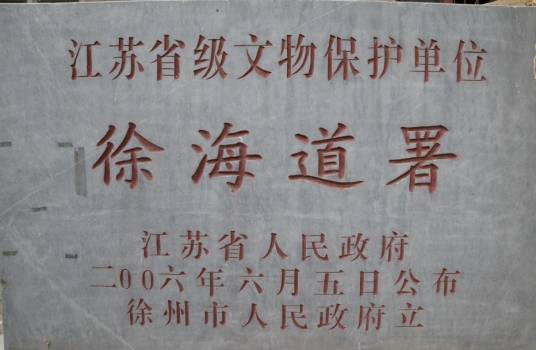 江苏省级文物保护单位
徐海道署
江苏省人民政府
二00六年六月五日公布
徐州市人民政府立